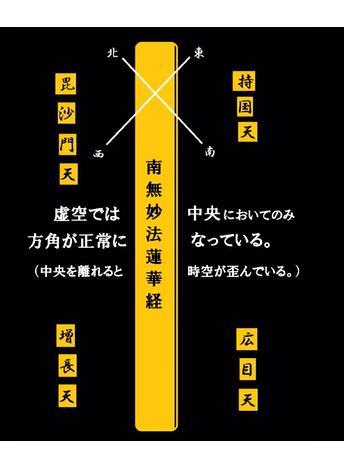 北
東
西
南
持国天
毘沙門天
南無妙法蓮華経
虚空では 中央においてのみ
方角が正常に なっている。
(中央を離れると 時空が歪んでいる。)
広目天
増長天